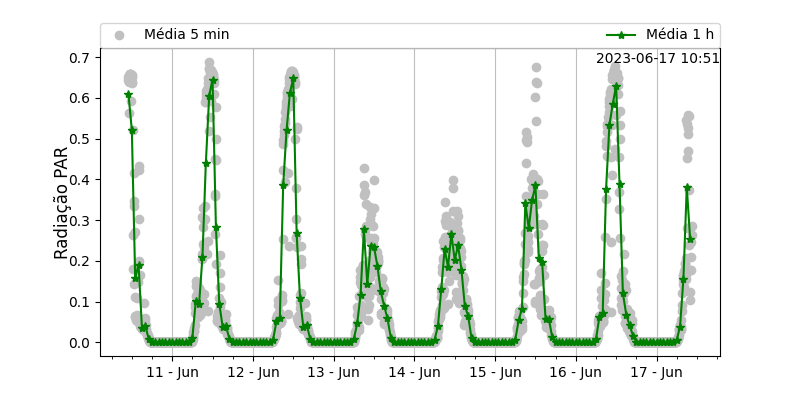 Média 5 min
Média 1 h
2023-06-17 10:51
Radiação PAR
0.7
0.6
0.5
0.4
0.3
0.2
0.1
0.0
11 - Jun
12 - Jun
13 - Jun
14 - Jun
15 - Jun
16 - Jun
17 - Jun